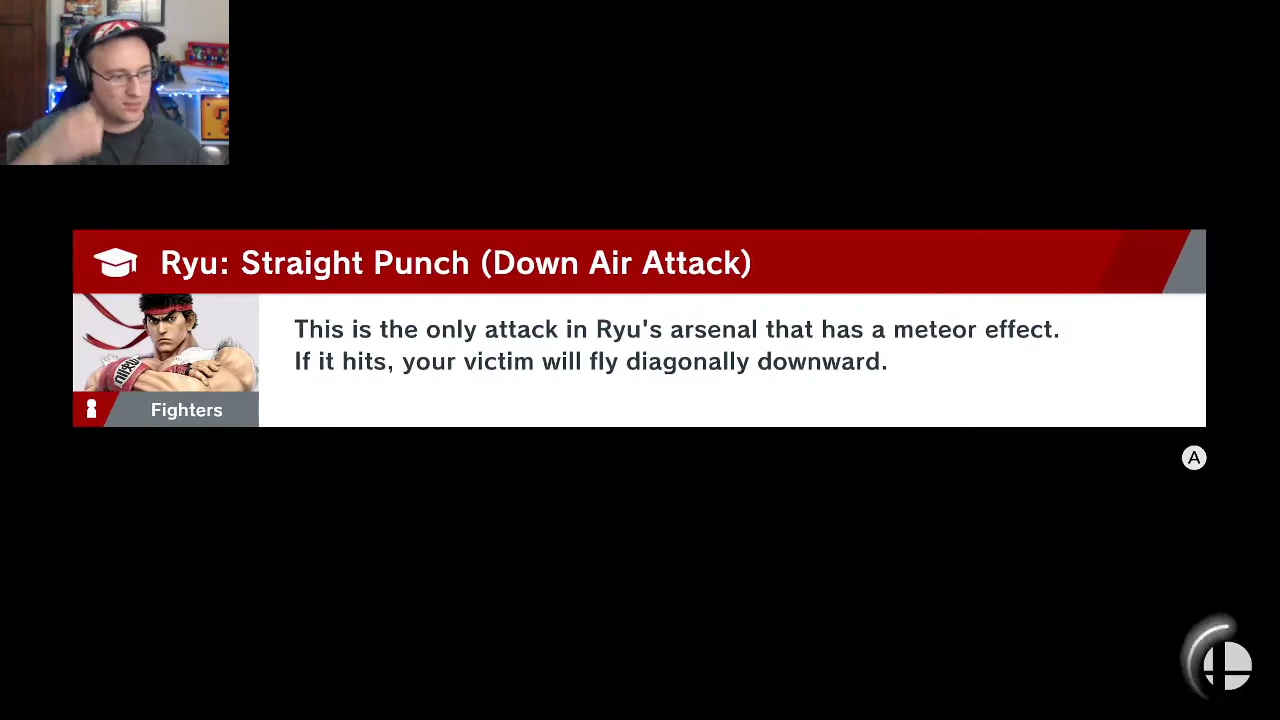 Ryu: Straight Punch (Down Air Attack)
This is the only attack in Ryu's arsenal that has a meteor effect.
If it hits, your victim will fly diagonally downward.
Fighters
A